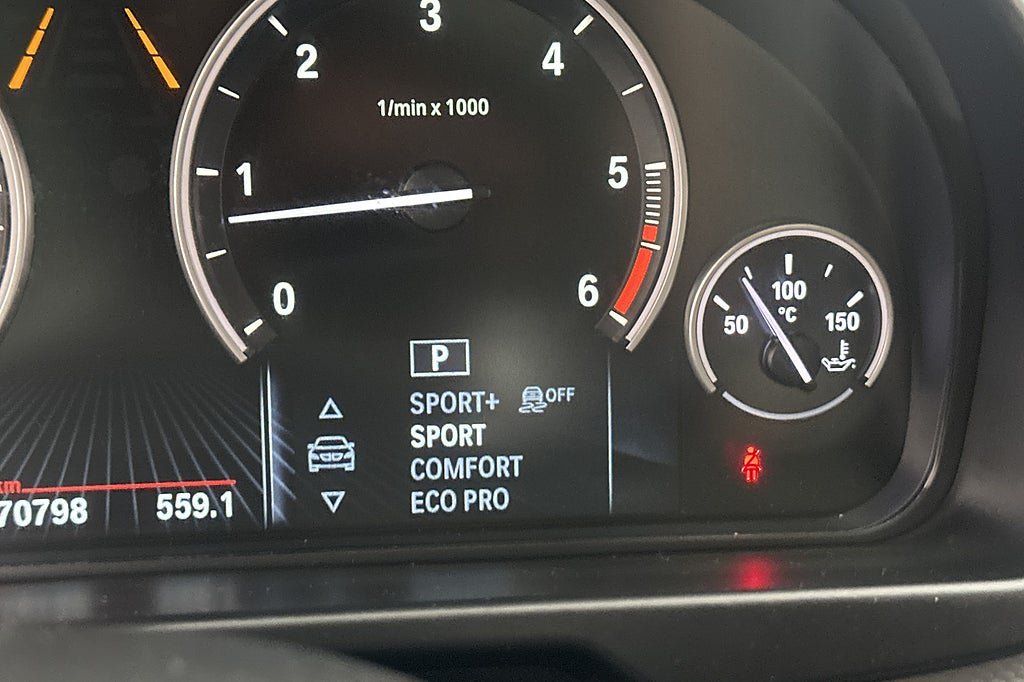 3
2
4
1/min x 1000
1
5
0
6
100
°C
50
150
P
SPORT+ OFF
SPORT
COMFORT
ECO PRO
km
70798
559.1